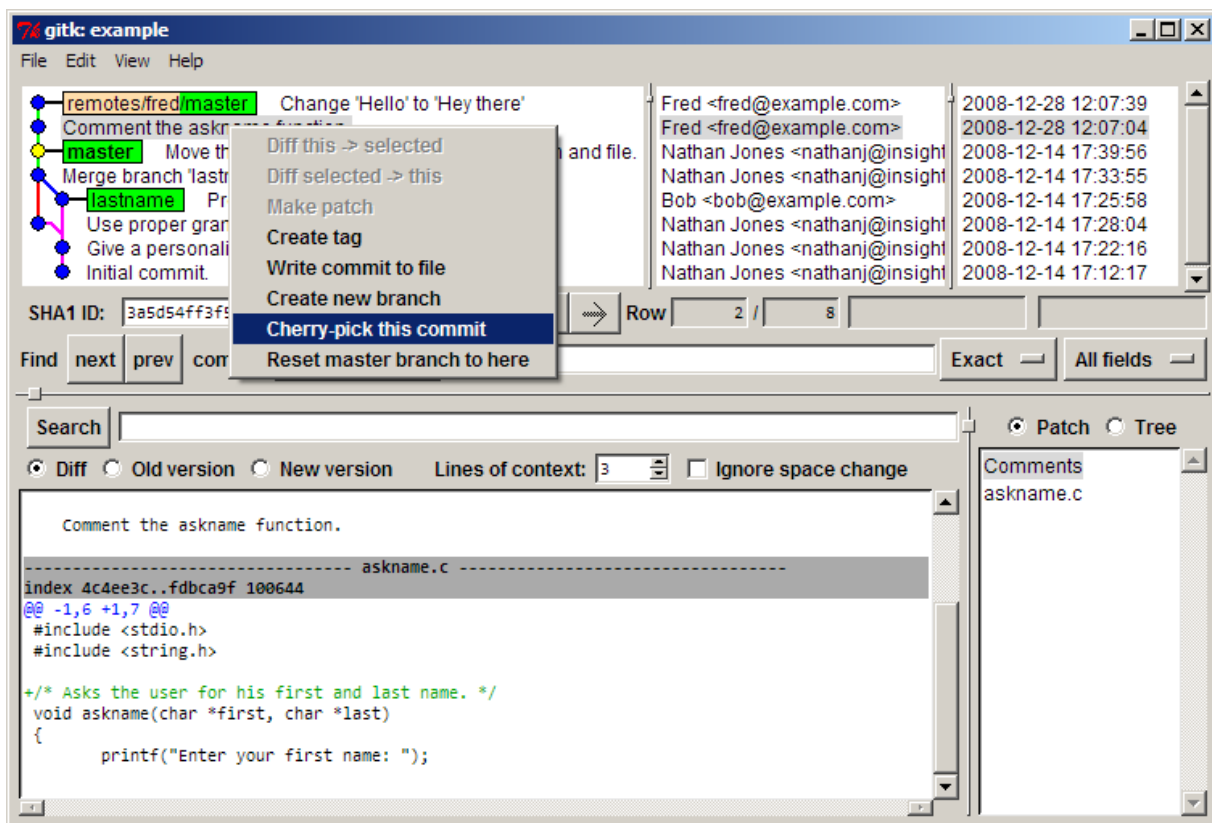 gitk: example
File Edit View Help
remotes/fred/master Change 'Hello' to 'Hey there' Fred <fred@example.com> 2008-12-28 12:07:39
Comment the askname function. Fred <fred@example.com> 2008-12-28 12:07:04
master Move th and file. Nathan Jones <nathanj@insight 2008-12-14 17:39:56
Merge branch 'lastn Nathan Jones <nathanj@insight 2008-12-14 17:33:55
lastname Pr Bob <bob@example.com> 2008-12-14 17:25:58
Use proper gran Nathan Jones <nathanj@insight 2008-12-14 17:28:04
Give a personali Nathan Jones <nathanj@insight 2008-12-14 17:22:16
Initial commit. Nathan Jones <nathanj@insight 2008-12-14 17:12:17
Diff this -> selected
Diff selected -> this
Make patch
Create tag
Write commit to file
Create new branch
Cherry-pick this commit
Reset master branch to here
SHA1 ID: 3a5d54ff3f Row 2 / 8
Find next prev com Exact All fields
Search
Patch Tree
Diff Old version New version Lines of context: 3 Ignore space change
Comments
askname.c
Comment the askname function.
---------------------------------- askname.c ----------------------------------
index 4c4ee3c..fdbca9f 100644
@@ -1,6 +1,7 @@
#include <stdio.h>
#include <string.h>
+/* Asks the user for his first and last name. */
void askname(char *first, char *last)
{
printf("Enter your first name: ");